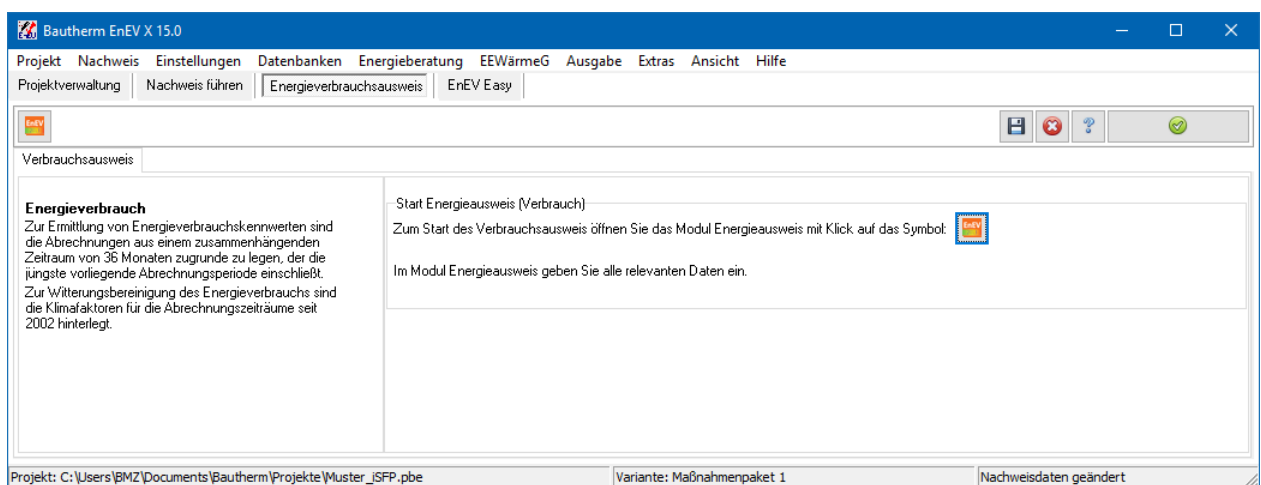 Bautherm EnEV X 15.0
Projekt Nachweis Einstellungen Datenbanken Energieberatung EEWärmeG Ausgabe Extras Ansicht Hilfe
Projektverwaltung Nachweis führen Energieverbrauchsausweis EnEV Easy
EnEV
Verbrauchsausweis
Energieverbrauch
Zur Ermittlung von Energieverbrauchskennwerten sind
die Abrechnungen aus einem zusammenhängenden
Zeitraum von 36 Monaten zugrunde zu legen, der die
jüngste vorliegende Abrechnungsperiode einschließt.
Zur Witterungsbereinigung des Energieverbrauchs sind
die Klimafaktoren für die Abrechnungszeiträume seit
2002 hinterlegt.
Start Energieausweis (Verbrauch)
Zum Start des Verbrauchsausweis öffnen Sie das Modul Energieausweis mit Klick auf das Symbol: EnEV
Im Modul Energieausweis geben Sie alle relevanten Daten ein.
Projekt: C:\Users\BMZ\Documents\Bautherm\Projekte\Muster_iSFP.pbe Variante: Maßnahmenpaket 1 Nachweisdaten geändert